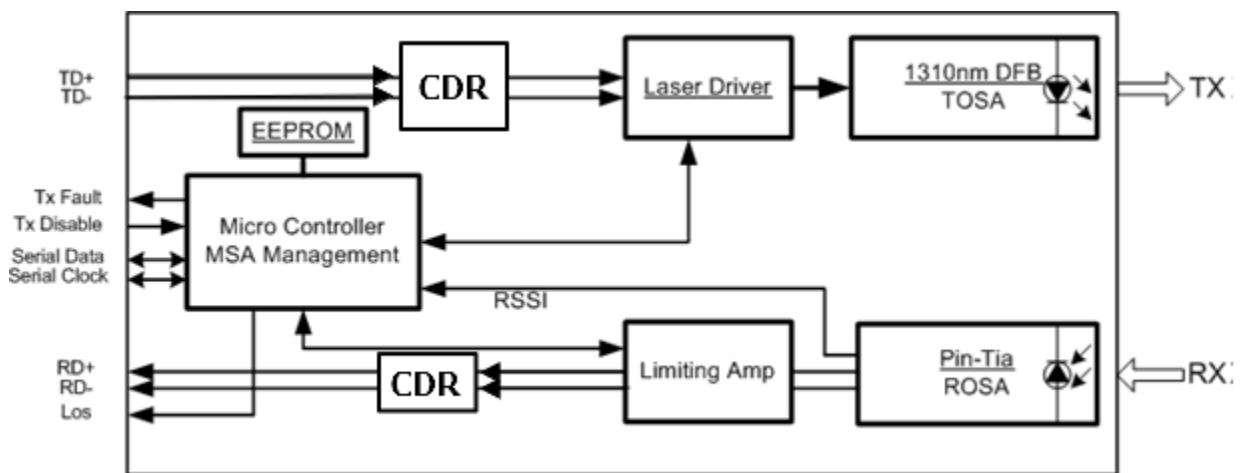 TD+
TD-
CDR
Laser Driver
1310nm DFB
TOSA
TX
EEPROM
Tx Fault
Tx Disable
Serial Data
Serial Clock
Micro Controller
MSA Management
RSSI
RD+
RD-
Los
CDR
Limiting Amp
Pin-Tia
ROSA
RX